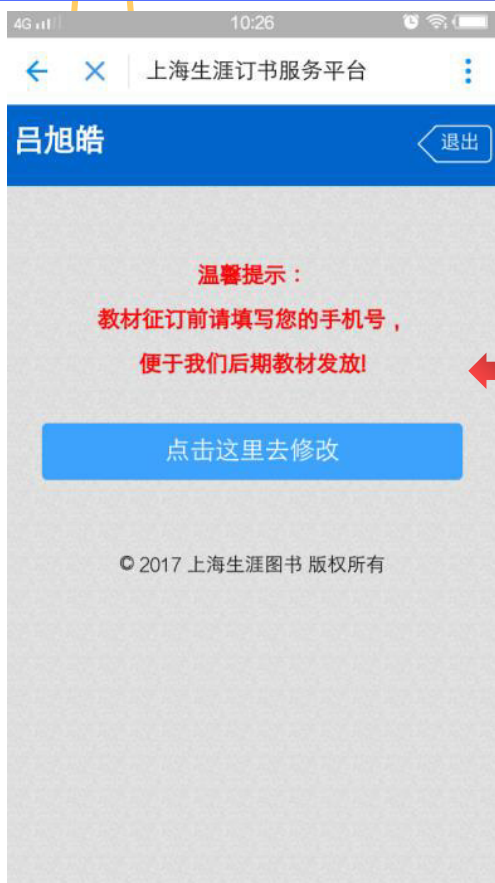 4G 10:26
上海生涯订书服务平台
吕旭皓 退出
温馨提示：
教材征订前请填写您的手机号，
便于我们后期教材发放!
点击这里去修改
© 2017 上海生涯图书 版权所有